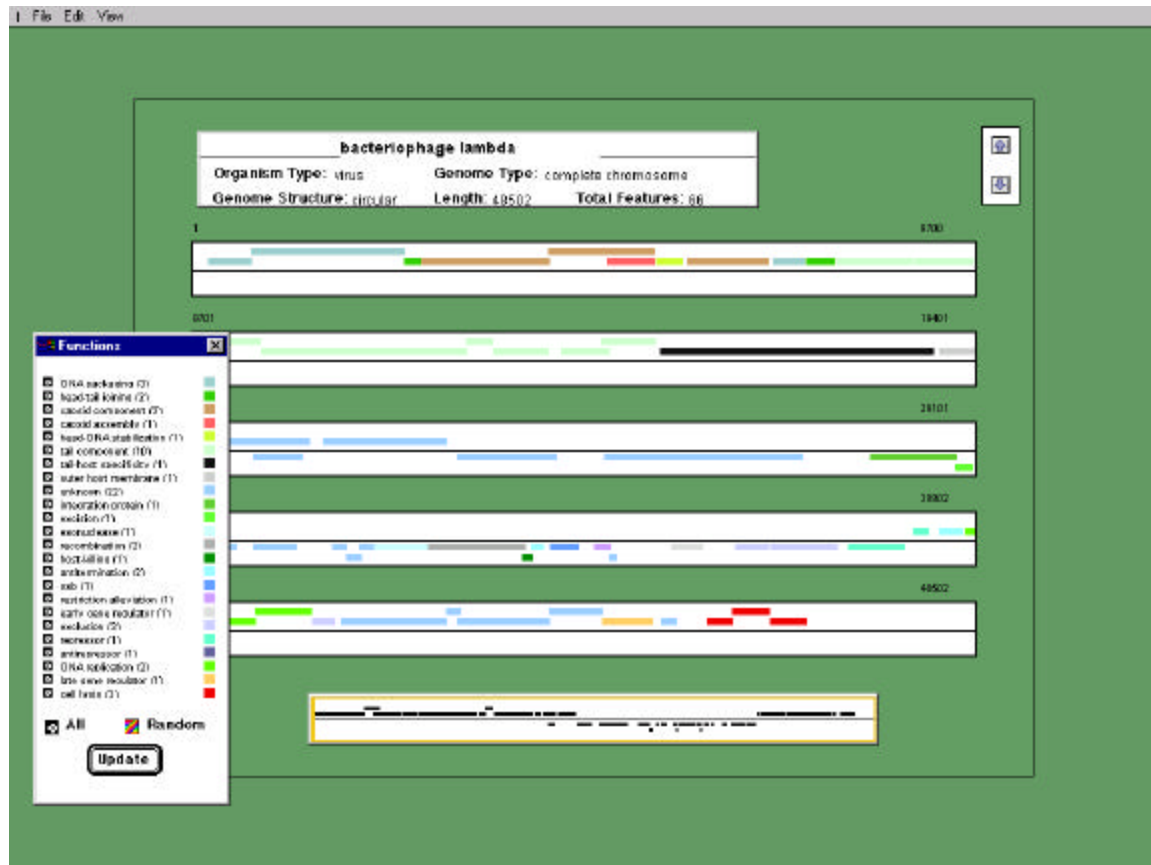 File Edit View
bacteriophage lambda
Organism Type: virus Genome Type: complete chromosome
Genome Structure: circular Length: 48502 Total Features: 66
1 9700
9701 19401
29101
38802
48502
Functions
DNA packaging
head-tail joining (2)
capsid component
capsid assembly (1)
head-DNA stabilization (1)
tail component (10)
tail-host specificity (1)
outer host membrane (1)
unknown (22)
integration protein (1)
excision (1)
exonuclease (1)
recombination
host-killing (1)
antitermination (2)
ssb (1)
restriction alleviation (1)
early gene regulator (1)
exclusion (2)
repressor (1)
antirepressor (1)
DNA replication (2)
late gene regulator (1)
cell lysis (3)
All Random
Update